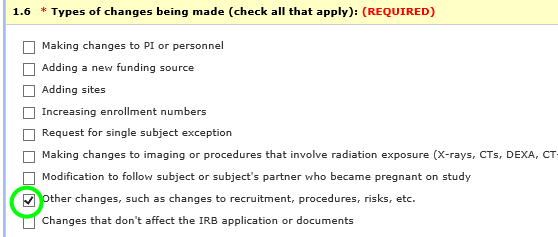 1.6 * Types of changes being made (check all that apply): (REQUIRED)
Making changes to PI or personnel
Adding a new funding source
Adding sites
Increasing enrollment numbers
Request for single subject exception
Making changes to imaging or procedures that involve radiation exposure (X-rays, CTs, DEXA, CT-
Modification to follow subject or subject's partner who became pregnant on study
Other changes, such as changes to recruitment, procedures, risks, etc.
Changes that don't affect the IRB application or documents